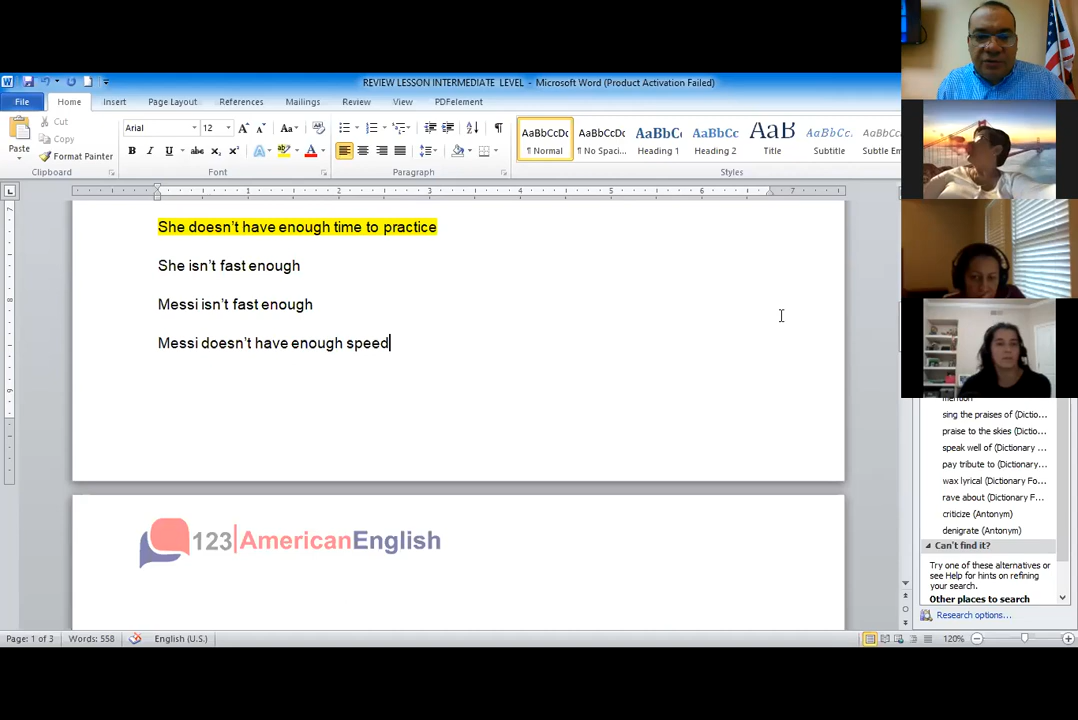 REVIEW LESSON INTERMEDIATE LEVEL - Microsoft Word (Product Activation Failed)
File Home Insert Page Layout References Mailings Review View PDFelement
Cut
Copy
Format Painter
Paste
Clipboard
Arial 12
Font
Paragraph
AaBbCcDc AaBbCcDc AaBbC AaBbCc AaB AaBbCc. AaBbCcD
¶ Normal ¶ No Spaci... Heading 1 Heading 2 Title Subtitle Subtle Em
Styles
She doesn't have enough time to practice
She isn't fast enough
Messi isn't fast enough
Messi doesn't have enough speed
123 AmericanEnglish
mention
sing the praises of (Dictio...
praise to the skies (Dictio...
speak well of (Dictionary ...
pay tribute to (Dictionary...
wax lyrical (Dictionary Fo...
rave about (Dictionary F...
criticize (Antonym)
denigrate (Antonym)
Can't find it?
Try one of these alternatives or
see Help for hints on refining
your search.
Other places to search
Research options...
Page: 1 of 3 Words: 558 English (U.S.) 120%